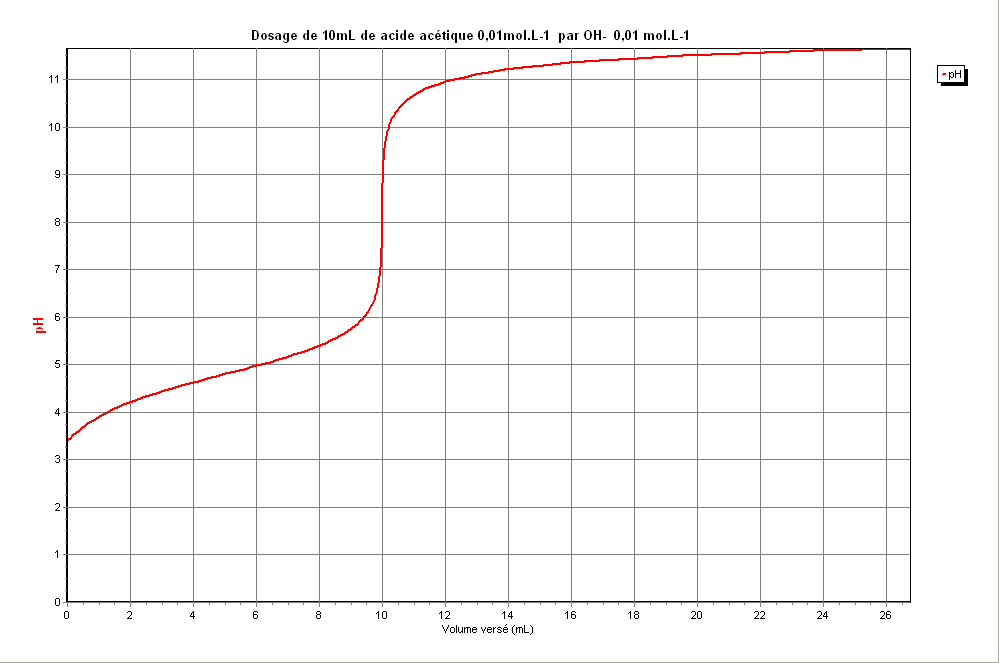 Dosage de 10mL de acide acétique 0,01mol.L-1  par OH-  0,01 mol.L-1
pH
11
10
9
8
7
6
5
4
3
2
1
0
pH
0 2 4 6 8 10 12 14 16 18 20 22 24 26
Volume versé (mL)